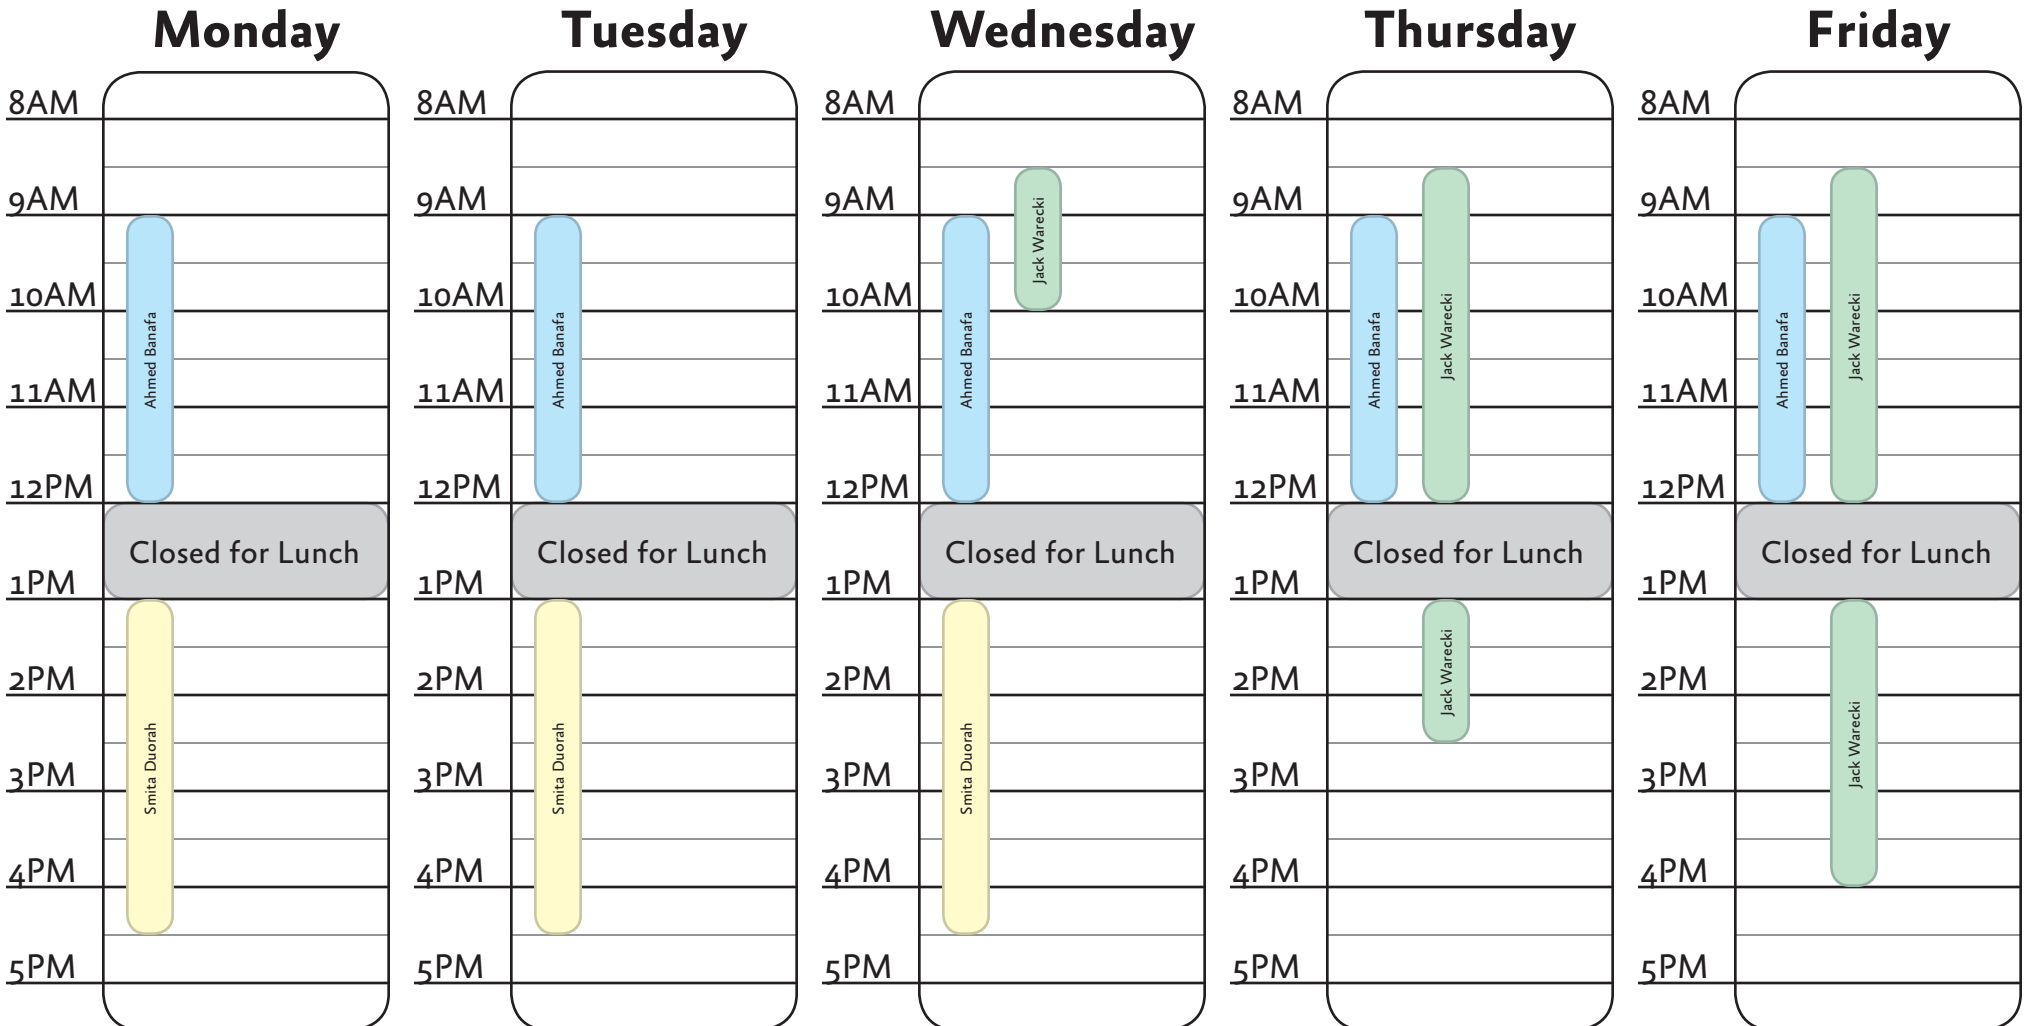 Monday
8AM
9AM
10AM
Ahmed Banafa
11AM
12PM
Closed for Lunch
1PM
2PM
Smita Duorah
3PM
4PM
5PM
Tuesday
8AM
9AM
10AM
Ahmed Banafa
11AM
12PM
Closed for Lunch
1PM
2PM
Smita Duorah
3PM
4PM
5PM
Wednesday
8AM
9AM
Jack Warecki
10AM
Ahmed Banafa
11AM
12PM
Closed for Lunch
1PM
2PM
Smita Duorah
3PM
4PM
5PM
Thursday
8AM
9AM
10AM
Ahmed Banafa
Jack Warecki
11AM
12PM
Closed for Lunch
1PM
Jack Warecki
2PM
3PM
4PM
5PM
Friday
8AM
9AM
10AM
Ahmed Banafa
Jack Warecki
11AM
12PM
Closed for Lunch
1PM
2PM
Jack Warecki
3PM
4PM
5PM